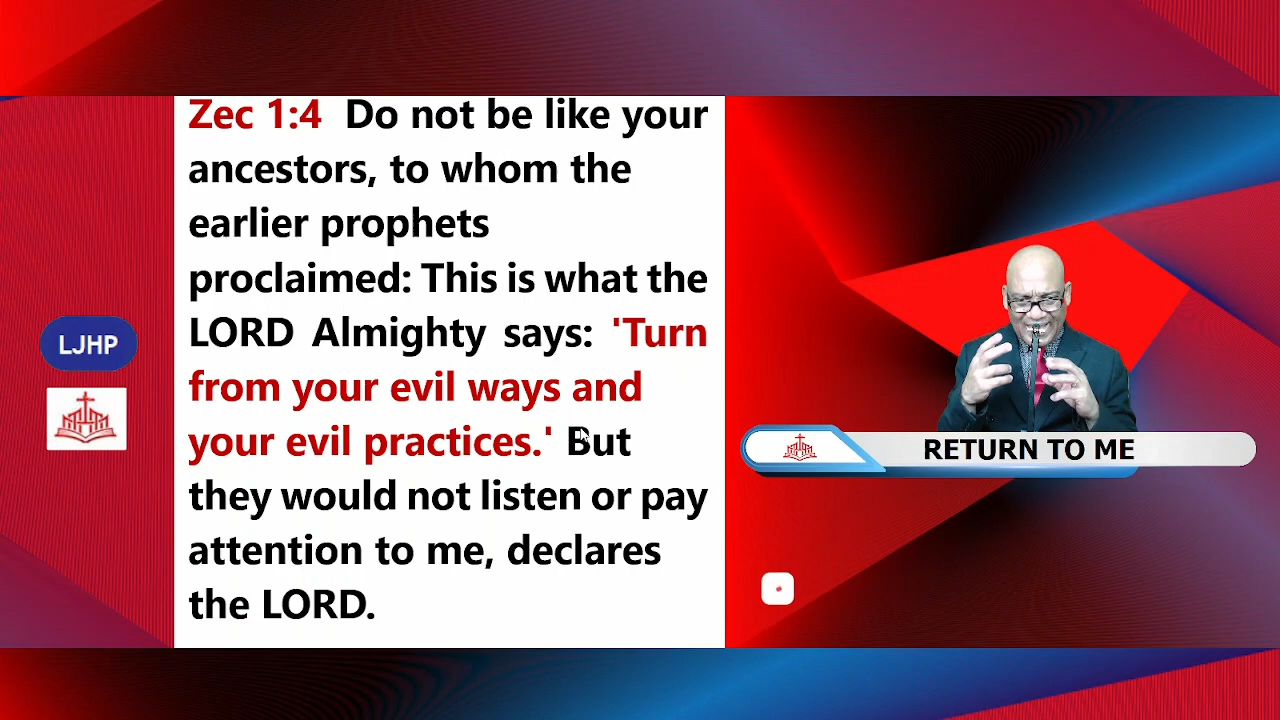 Zec 1:4 Do not be like your
ancestors, to whom the
earlier prophets
proclaimed: This is what the
LORD Almighty says: 'Turn
from your evil ways and
your evil practices.' But
they would not listen or pay
attention to me, declares
the LORD.
LJHP
RETURN TO ME